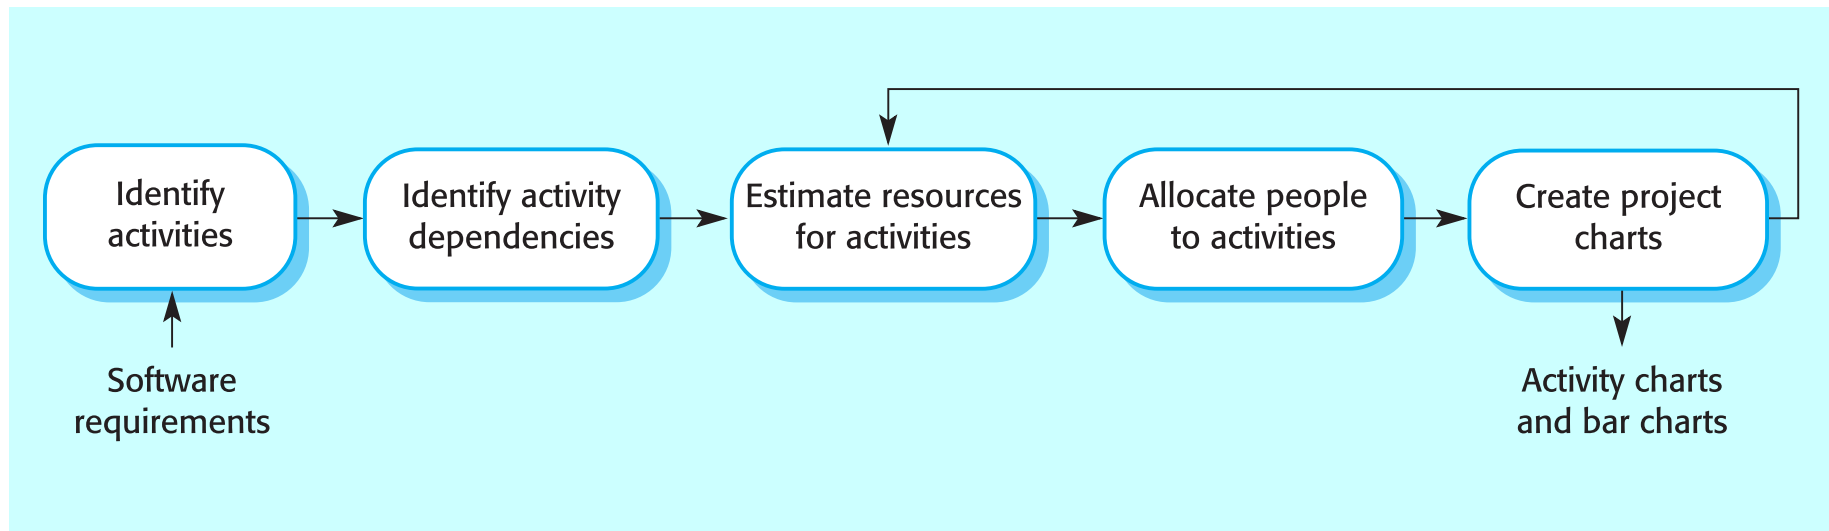 Identify
activities
Identify activity
dependencies
Estimate resources
for activities
Allocate people
to activities
Create project
charts
Software
requirements
Activity charts
and bar charts